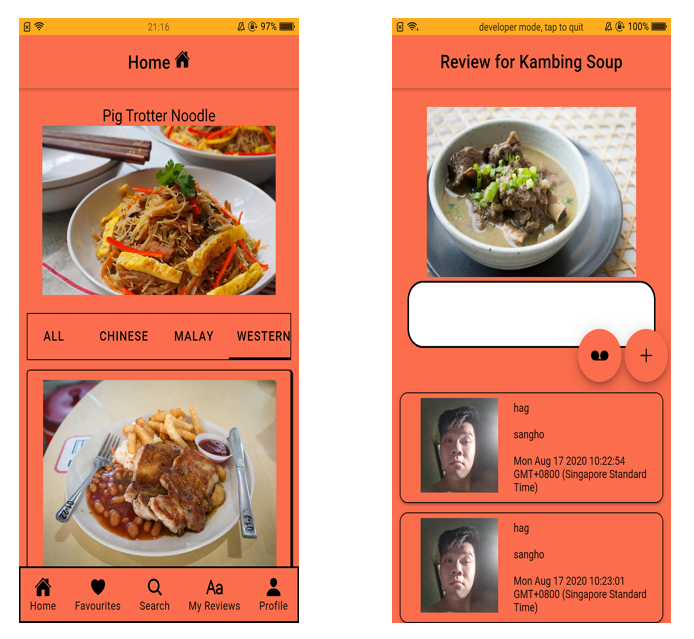 21:16
97%
Home
Pig Trotter Noodle
ALL CHINESE MALAY WESTERN
Home Favourites Search Aa My Reviews Profile
developer mode, tap to quit
100%
Review for Kambing Soup
+
hag
sangho
Mon Aug 17 2020 10:22:54
GMT+0800 (Singapore Standard
Time)
hag
sangho
Mon Aug 17 2020 10:23:01
GMT+0800 (Singapore Standard
Time)